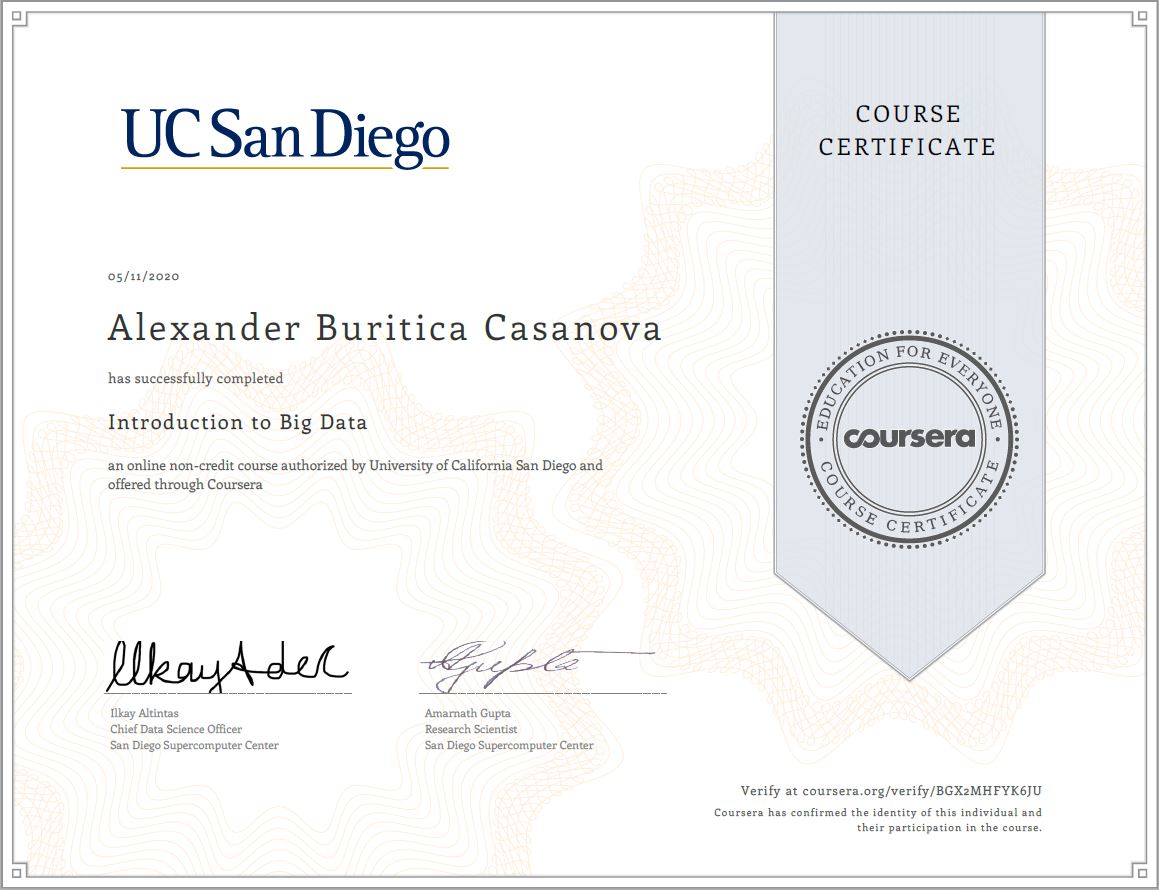 UC San Diego
COURSE
CERTIFICATE
05/11/2020
Alexander Buritica Casanova
has successfully completed
Introduction to Big Data
an online non-credit course authorized by University of California San Diego and
offered through Coursera
EDUCATION FOR EVERYONE
coursera
COURSE CERTIFICATE
Ilkay Altintas
Chief Data Science Officer
San Diego Supercomputer Center
Agupta
Amarnath Gupta
Research Scientist
San Diego Supercomputer Center
Verify at coursera.org/verify/BGX2MHFYK6JU
Coursera has confirmed the identity of this individual and
their participation in the course.